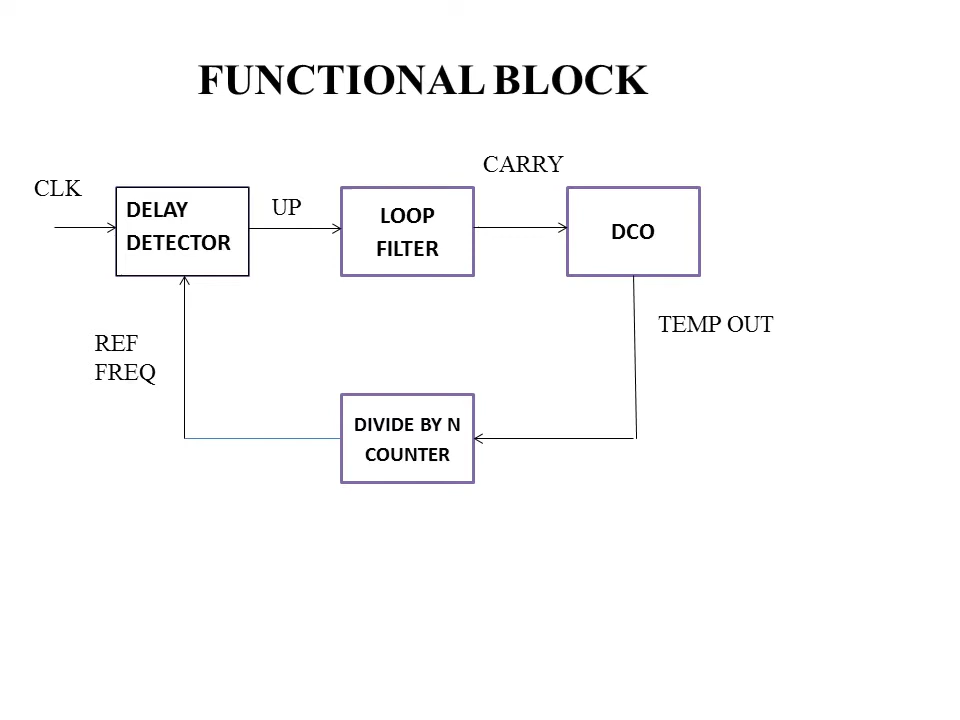 FUNCTIONAL BLOCK
CARRY
CLK
UP
DELAY
DETECTOR
LOOP
FILTER
DCO
TEMP OUT
REF
FREQ
DIVIDE BY N
COUNTER